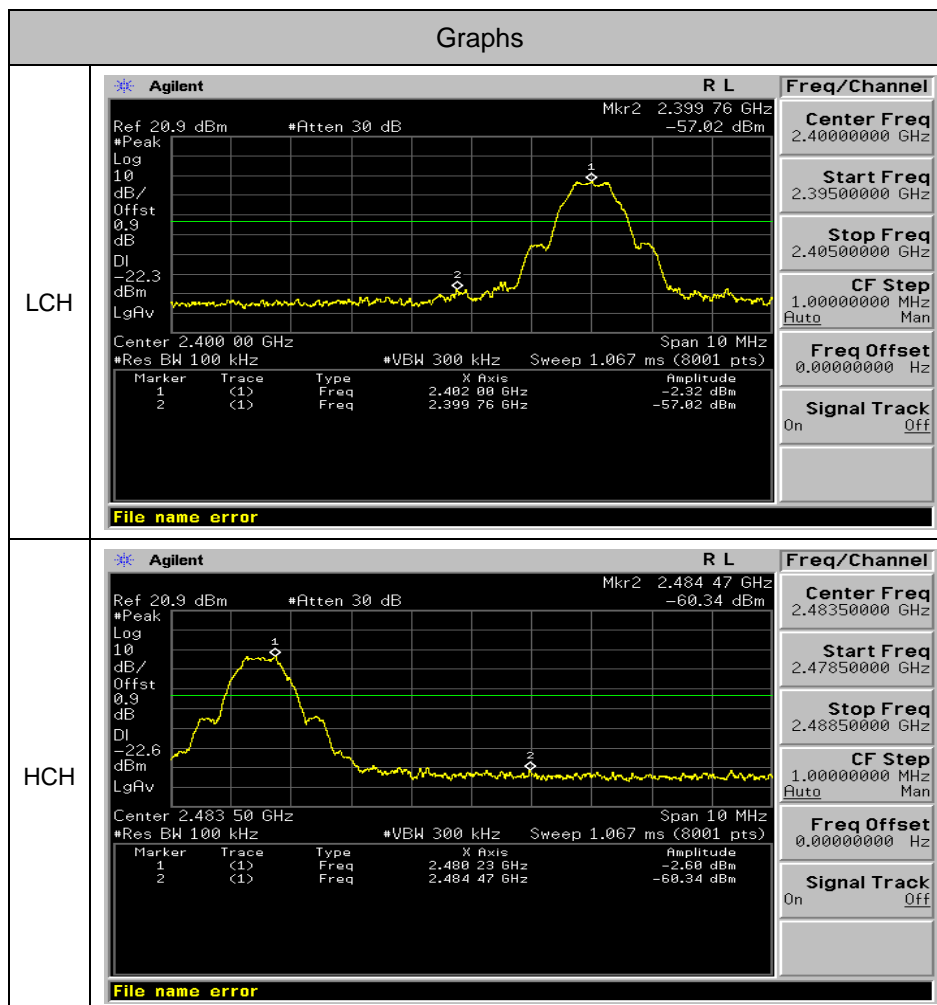 Graphs
LCH
Agilent R L
Mkr2 2.399 76 GHz
Ref 20.9 dBm #Atten 30 dB -57.02 dBm
#Peak
Log
10
dB/
Offst
0.9
dB
DI
-22.3
dBm
LgAv
1
2
Center 2.400 00 GHz Span 10 MHz
#Res BW 100 kHz #VBW 300 kHz Sweep 1.067 ms (8001 pts)
Marker Trace Type X Axis Amplitude
1 (1) Freq 2.402 00 GHz -2.32 dBm
2 (1) Freq 2.399 76 GHz -57.02 dBm
File name error
Freq/Channel
Center Freq
2.40000000 GHz
Start Freq
2.39500000 GHz
Stop Freq
2.40500000 GHz
CF Step
1.00000000 MHz
Auto Man
Freq Offset
0.00000000 Hz
Signal Track
On Off
HCH
Agilent R L
Mkr2 2.484 47 GHz
Ref 20.9 dBm #Atten 30 dB -60.34 dBm
#Peak
Log
10
dB/
Offst
0.9
dB
DI
-22.6
dBm
LgAv
1
2
Center 2.483 50 GHz Span 10 MHz
#Res BW 100 kHz #VBW 300 kHz Sweep 1.067 ms (8001 pts)
Marker Trace Type X Axis Amplitude
1 (1) Freq 2.480 23 GHz -2.60 dBm
2 (1) Freq 2.484 47 GHz -60.34 dBm
File name error
Freq/Channel
Center Freq
2.48350000 GHz
Start Freq
2.47850000 GHz
Stop Freq
2.48850000 GHz
CF Step
1.00000000 MHz
Auto Man
Freq Offset
0.00000000 Hz
Signal Track
On Off